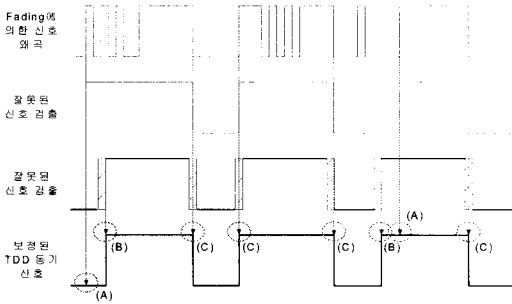 Fading에
의한 신호
왜곡
잘못된
신호 검출
잘못된
신호 검출
(A)
(B)
(C)
(C)
(C)
(B)
(C)
보정된
TDD 동기
신호
(A)